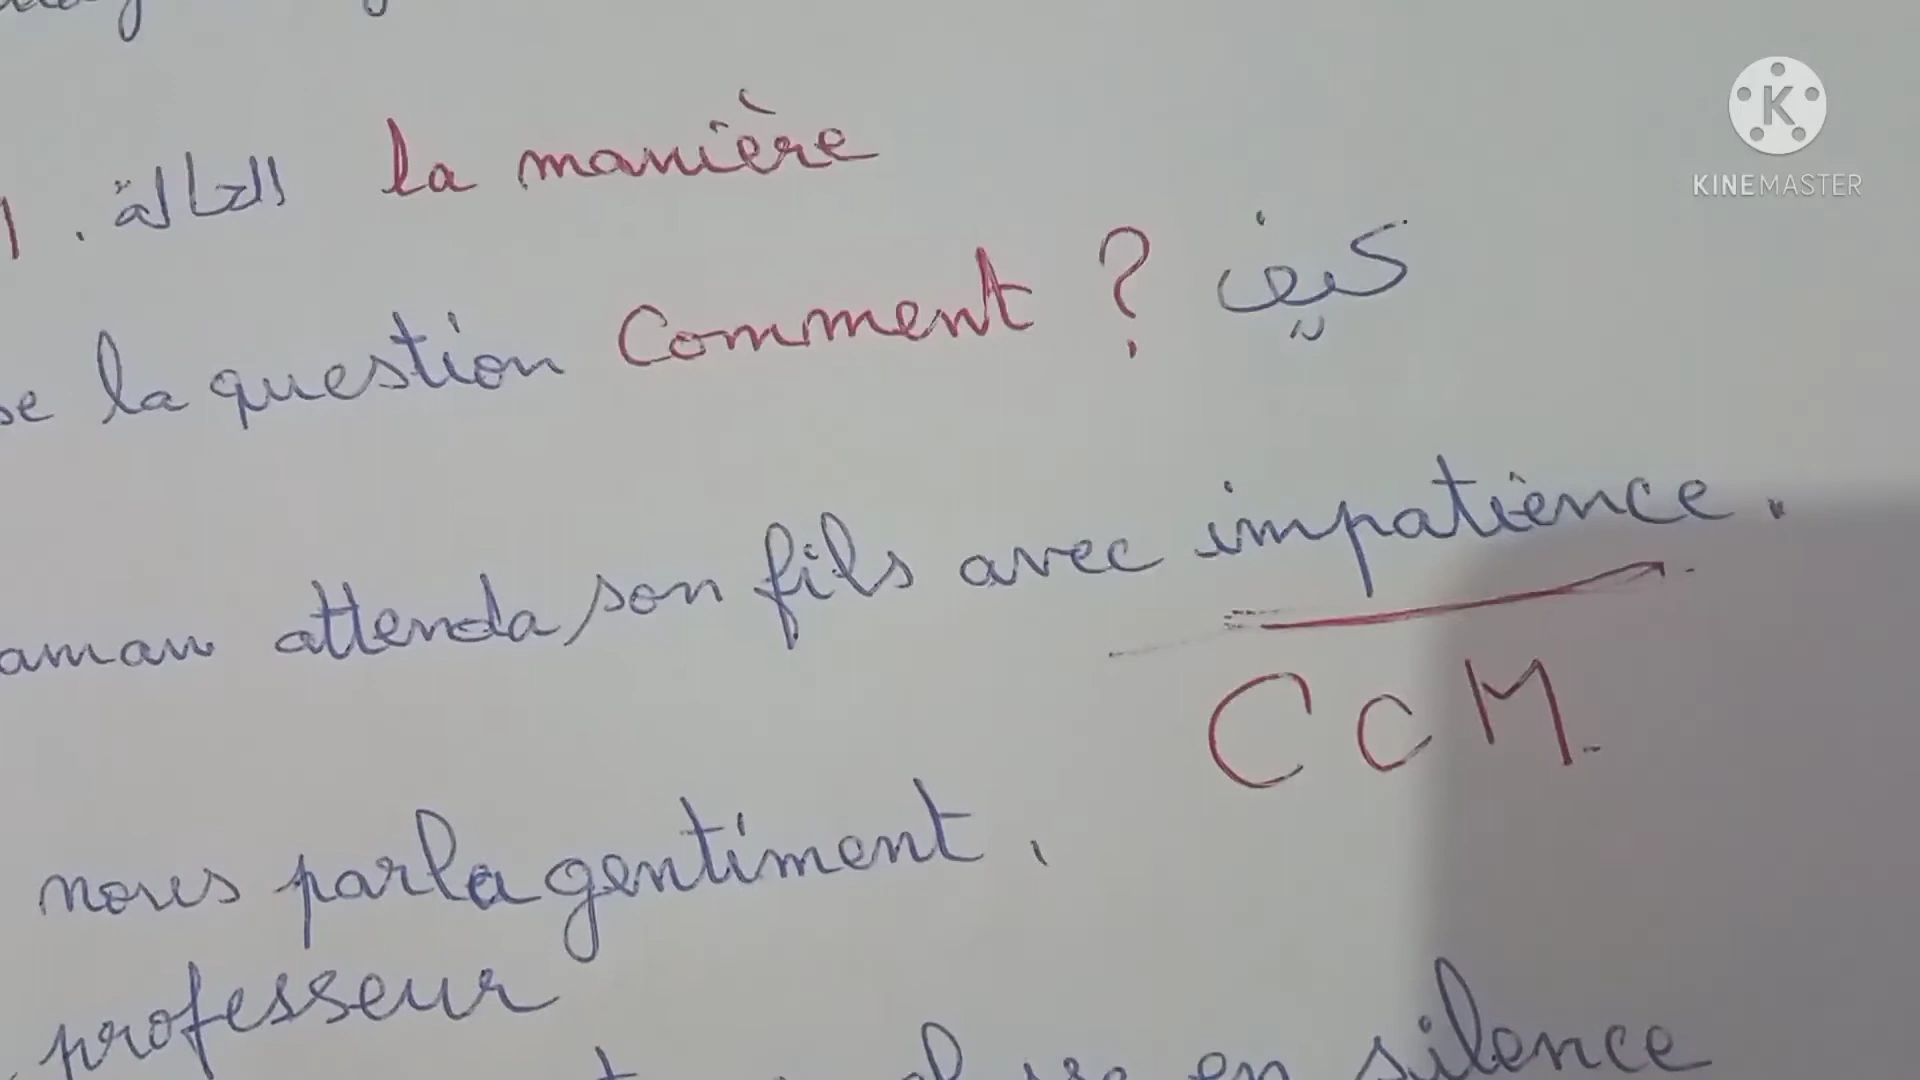 الحالة. la manière
la question Comment ? كيف
attenda son fils avec impatience.
CCM.
nous parla gentiment.
professeur
en silence
KINEMASTER